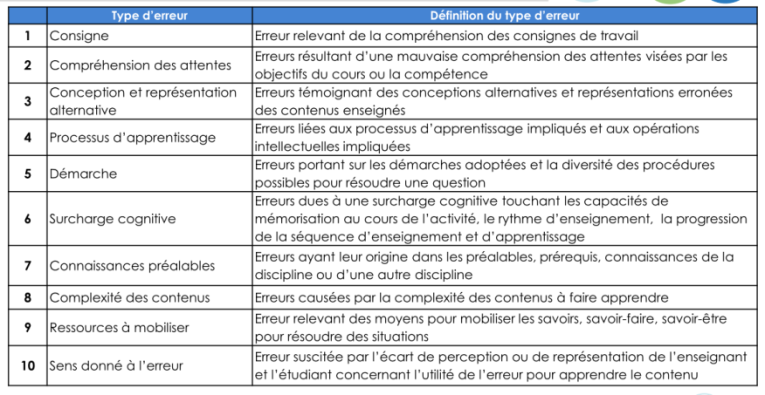 Type d'erreur Définition du type d'erreur
1 Consigne Erreur relevant de la compréhension des consignes de travail
2 Compréhension des attentes Erreurs résultant d'une mauvaise compréhension des attentes visées par les
objectifs du cours ou la compétence
3 Conception et représentation
alternative
Erreurs témoignant des conceptions alternatives et représentations erronées
des contenus enseignés
4 Processus d'apprentissage Erreurs liées aux processus d'apprentissage impliqués et aux opérations
intellectuelles impliquées
5 Démarche Erreurs portant sur les démarches adoptées et la diversité des procédures
possibles pour résoudre une question
6 Surcharge cognitive Erreurs dues à une surcharge cognitive touchant les capacités de
mémorisation au cours de l'activité, le rythme d'enseignement, la progression
de la séquence d'enseignement et d'apprentissage
7 Connaissances préalables Erreurs ayant leur origine dans les préalables, prérequis, connaissances de la
discipline ou d'une autre discipline
8 Complexité des contenus Erreurs causées par la complexité des contenus à faire apprendre
9 Ressources à mobiliser Erreur relevant des moyens pour mobiliser les savoirs, savoir-faire, savoir-être
pour résoudre des situations
10 Sens donné à l'erreur Erreur suscitée par l'écart de perception ou de représentation de l'enseignant
et l'étudiant concernant l'utilité de l'erreur pour apprendre le contenu